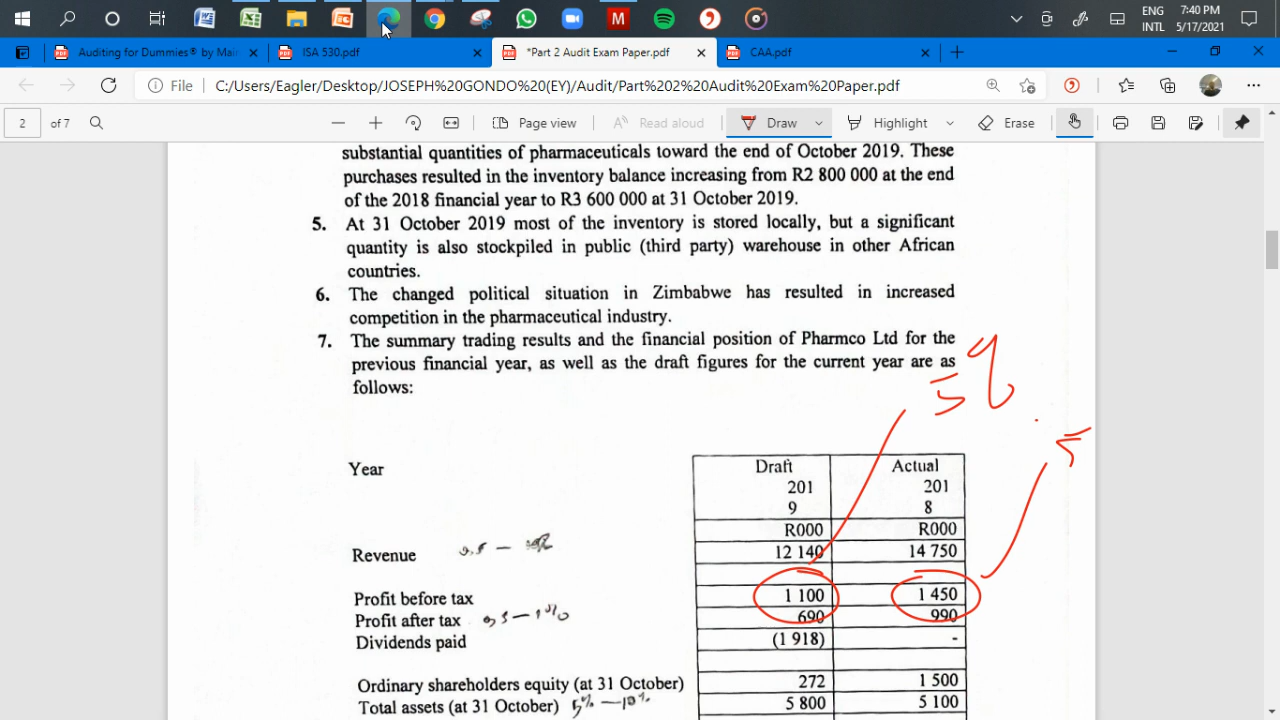 ENG
7:40 PM
INTL
5/17/2021
Auditing for Dummies® by Mair
ISA 530.pdf
*Part 2 Audit Exam Paper.pdf
CAA.pdf
File
C:/Users/Eagler/Desktop/JOSEPH%20GONDO%20(EY)/Audit/Part%202%20Audit%20Exam%20Paper.pdf
2 of 7
Page view
Read aloud
Draw
Highlight
Erase
substantial quantities of pharmaceuticals toward the end of October 2019. These
purchases resulted in the inventory balance increasing from R2 800 000 at the end
of the 2018 financial year to R3 600 000 at 31 October 2019.
5. At 31 October 2019 most of the inventory is stored locally, but a significant
quantity is also stockpiled in public (third party) warehouse in other African
countries.
6. The changed political situation in Zimbabwe has resulted in increased
competition in the pharmaceutical industry.
7. The summary trading results and the financial position of Pharmco Ltd for the
previous financial year, as well as the draft figures for the current year are as
follows:
5%
5
Year Draft Actual
201 201
9 8
R000 R000
Revenue 12 140 14 750
Profit before tax 1 100 1 450
Profit after tax 0,5 – 1% 690 990
Dividends paid (1 918) -
Ordinary shareholders equity (at 31 October) 272 1 500
Total assets (at 31 October) 5% – 10% 5 800 5 100